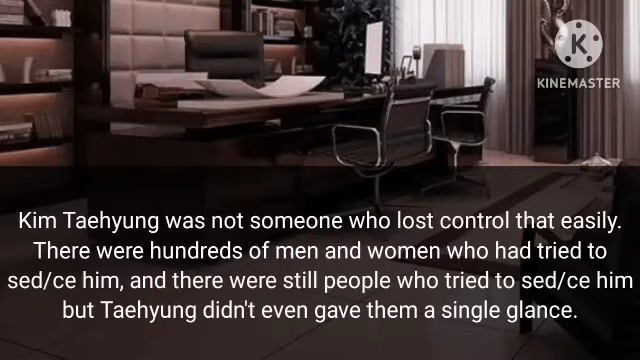 K
KINEMASTER
Kim Taehyung was not someone who lost control that easily.
There were hundreds of men and women who had tried to
sed/ce him, and there were still people who tried to sed/ce him
but Taehyung didn't even gave them a single glance.